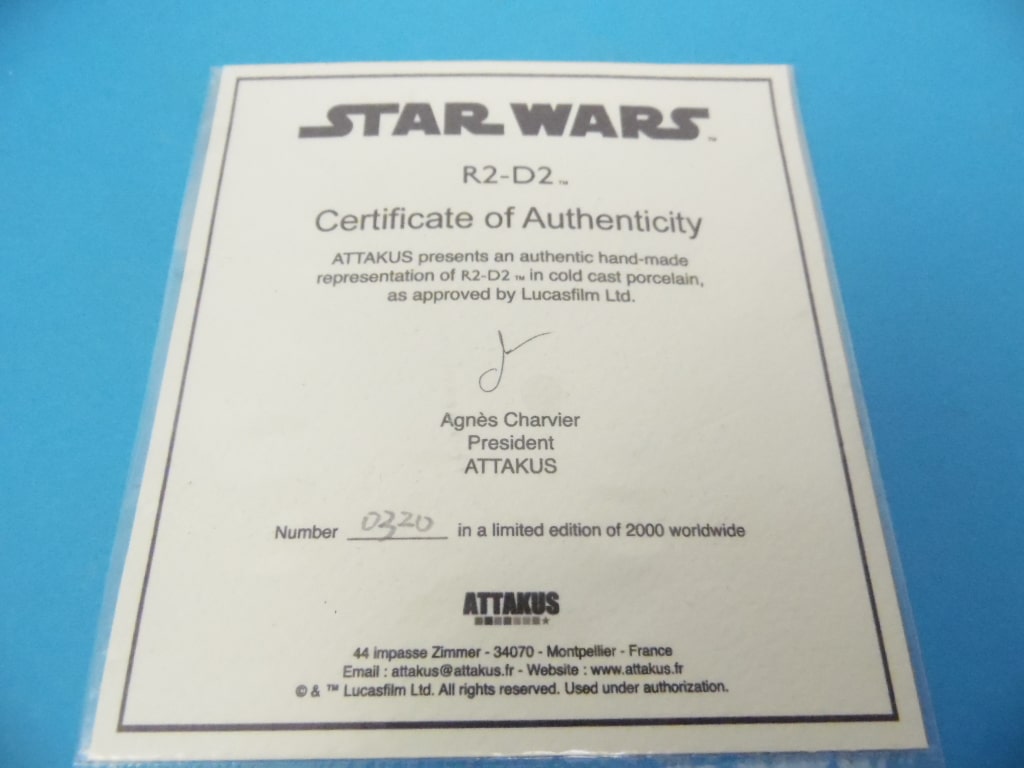 STAR WARS™
R2-D2™
Certificate of Authenticity
ATTAKUS presents an authentic hand-made
representation of R2-D2™ in cold cast porcelain,
as approved by Lucasfilm Ltd.
Agnès Charvier
President
ATTAKUS
Number 0320 in a limited edition of 2000 worldwide
ATTAKUS
44 impasse Zimmer - 34070 - Montpellier - France
Email : attakus@attakus.fr - Website : www.attakus.fr
© & ™ Lucasfilm Ltd. All rights reserved. Used under authorization.